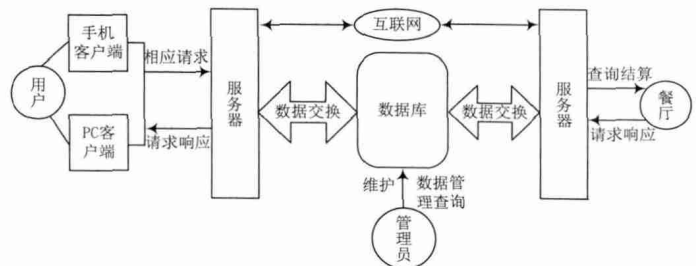 互联网
手机
客户端
相应请求
用户
服务器
数据交换
数据库
数据交换
服务器
查询结算
餐厅
PC客
户端
请求响应
请求响应
维护
数据管
理查询
管理员